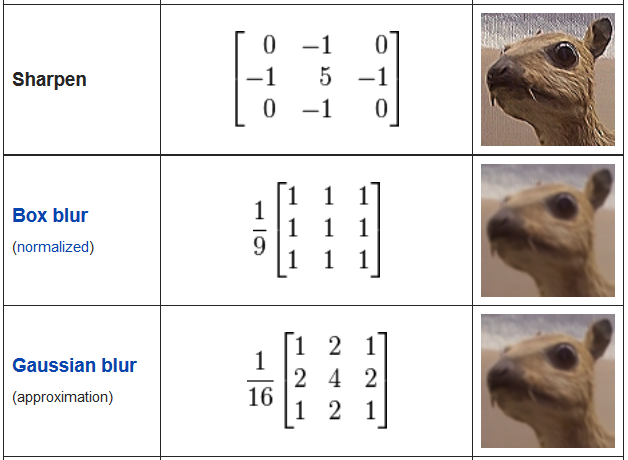 Sharpen
0 −1 0
−1 5 −1
0 −1 0
Box blur
(normalized)
1
9
1 1 1
1 1 1
1 1 1
Gaussian blur
(approximation)
1
16
1 2 1
2 4 2
1 2 1